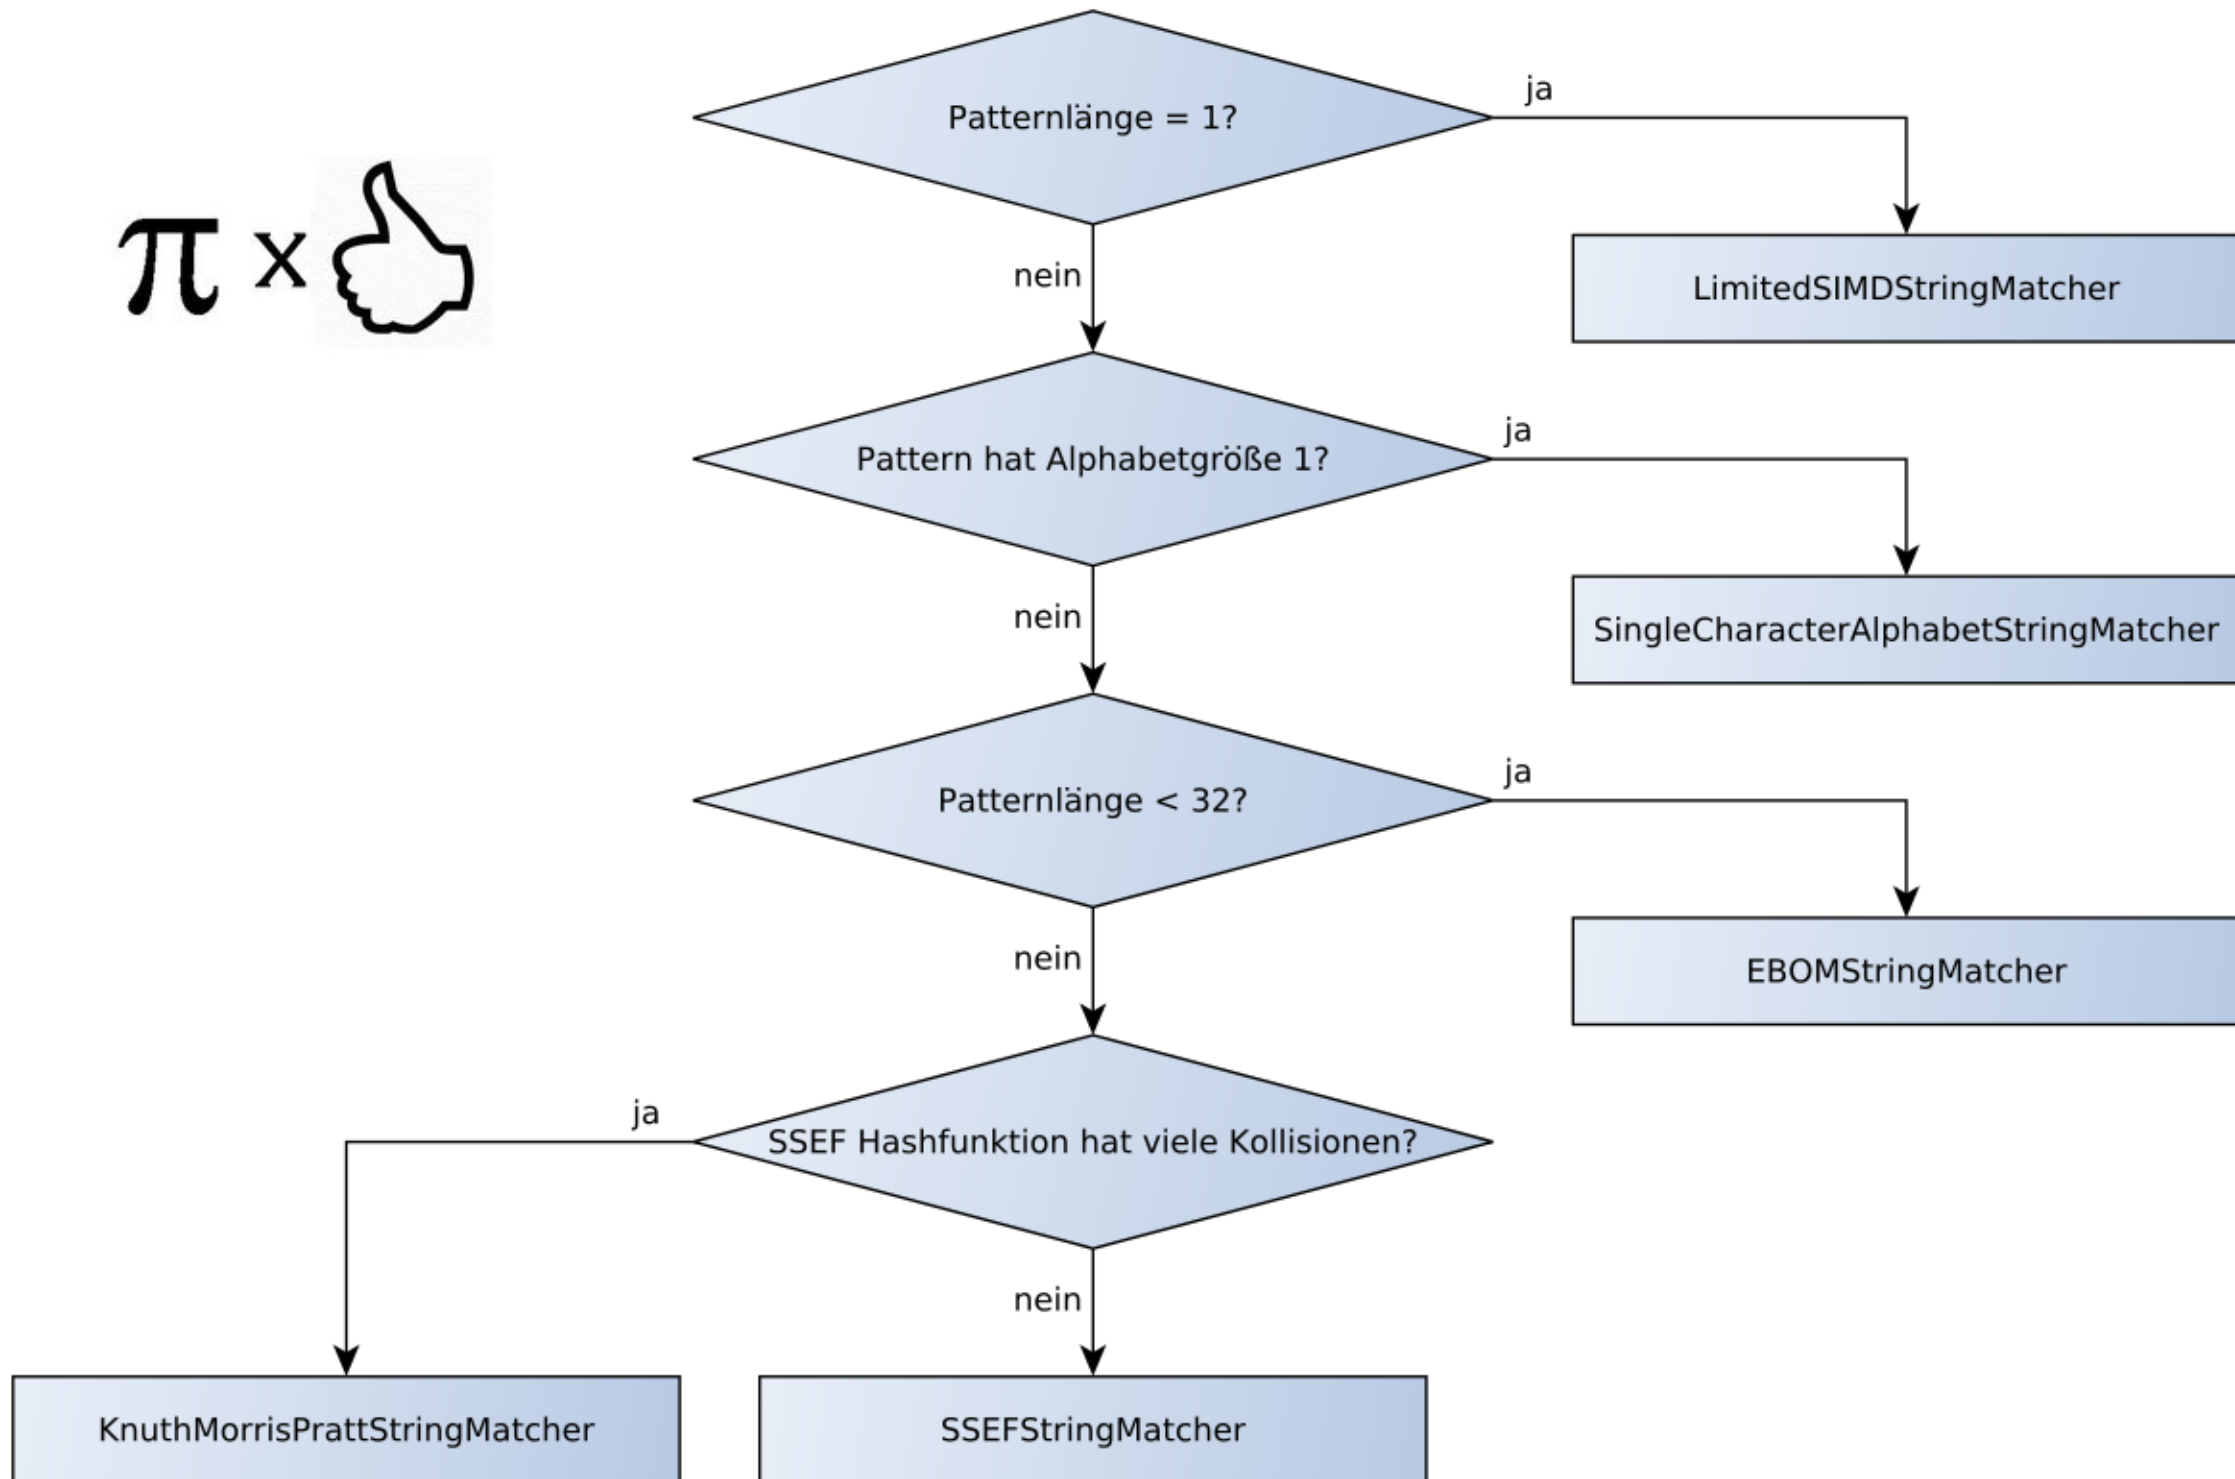 Patternlänge = 1?
ja
π x
nein
LimitedSIMDStringMatcher
Pattern hat Alphabetgröße 1?
ja
nein
SingleCharacterAlphabetStringMatcher
Patternlänge < 32?
ja
nein
EBOMStringMatcher
SSEF Hashfunktion hat viele Kollisionen?
ja
nein
KnuthMorrisPrattStringMatcher
SSEFStringMatcher